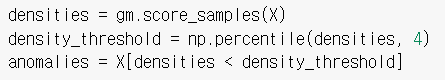 densities = gm.score_samples(X)
density_threshold = np.percentile(densities, 4)
anomalies = X[densities < density_threshold]